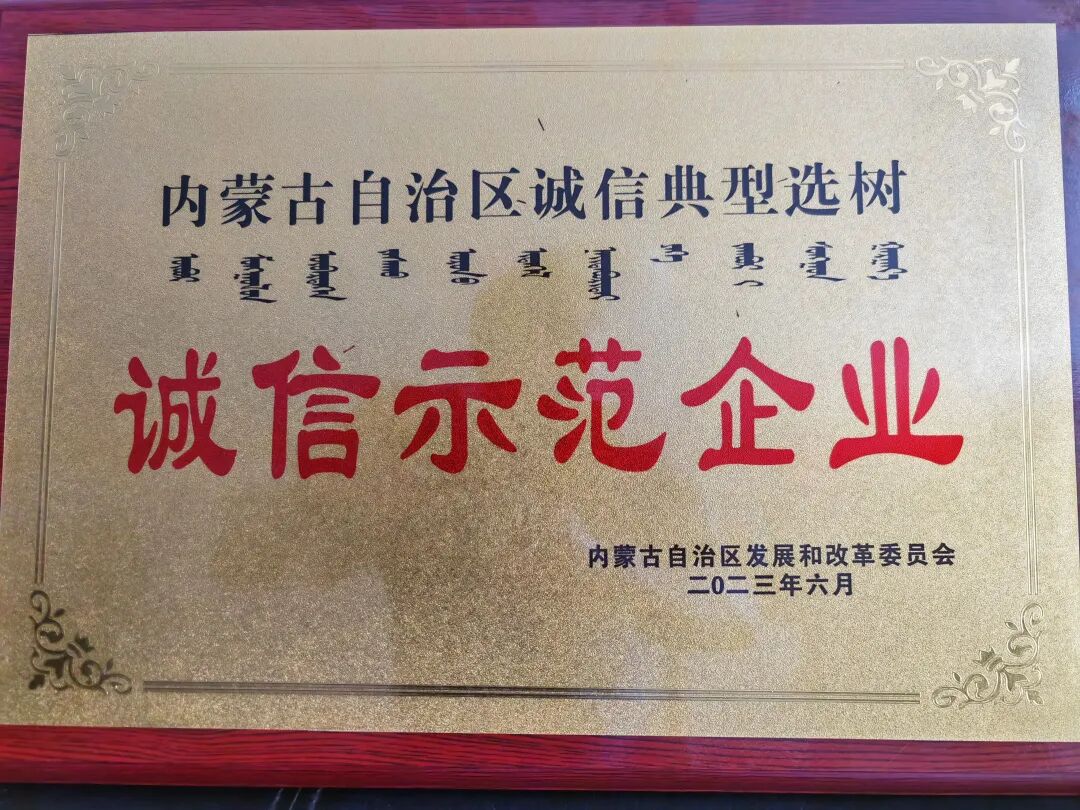 内蒙古自治区诚信典型选树
诚信示范企业
内蒙古自治区发展和改革委员会
二〇二三年六月